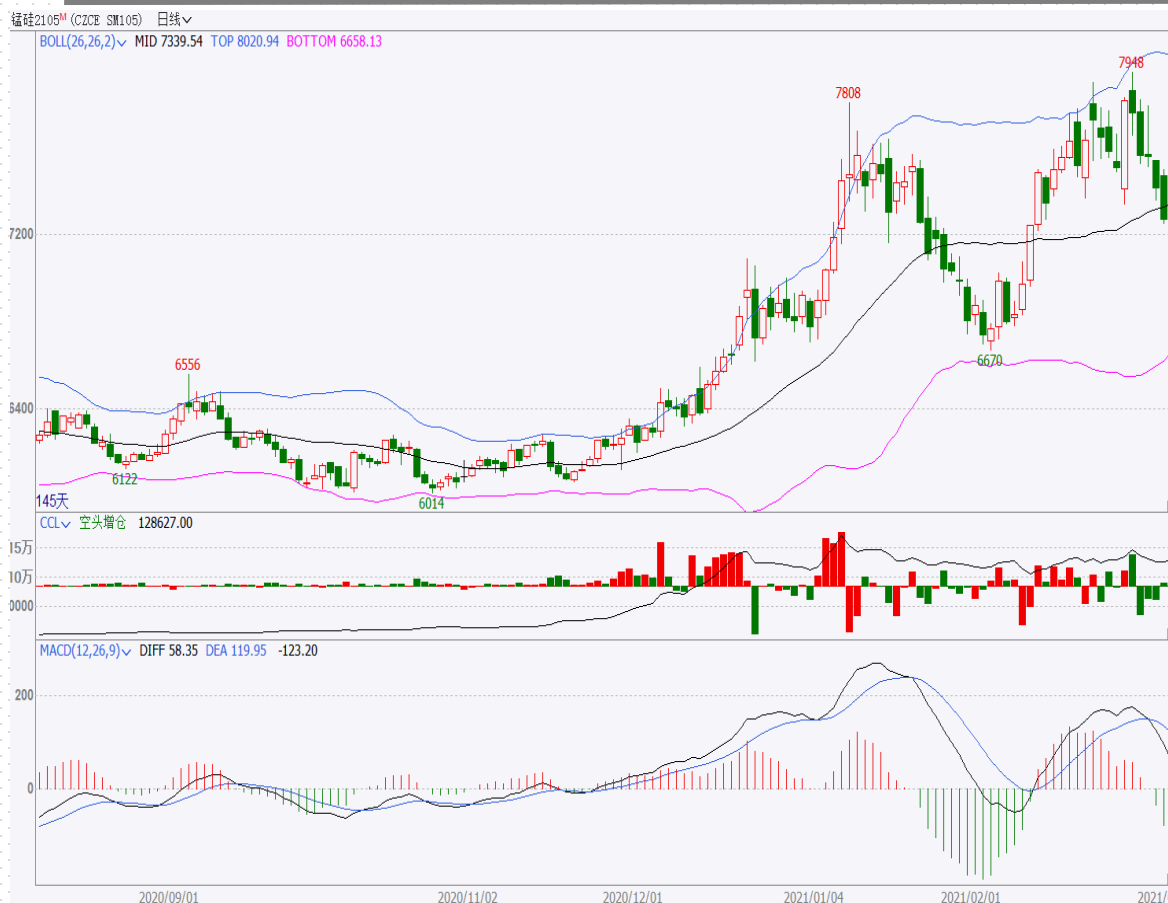 锰硅2105M (CZCE SM105) 日线
BOLL(26,26,2) MID 7339.54 TOP 8020.94 BOTTOM 6658.13
7948
7808
7200
6670
6556
6400
6122
6014
145天
CCL 空头增仓 128627.00
15万
10万
0000
MACD(12,26,9) DIFF 58.35 DEA 119.95 -123.20
200
0
2020/09/01 2020/11/02 2020/12/01 2021/01/04 2021/02/01 2021/